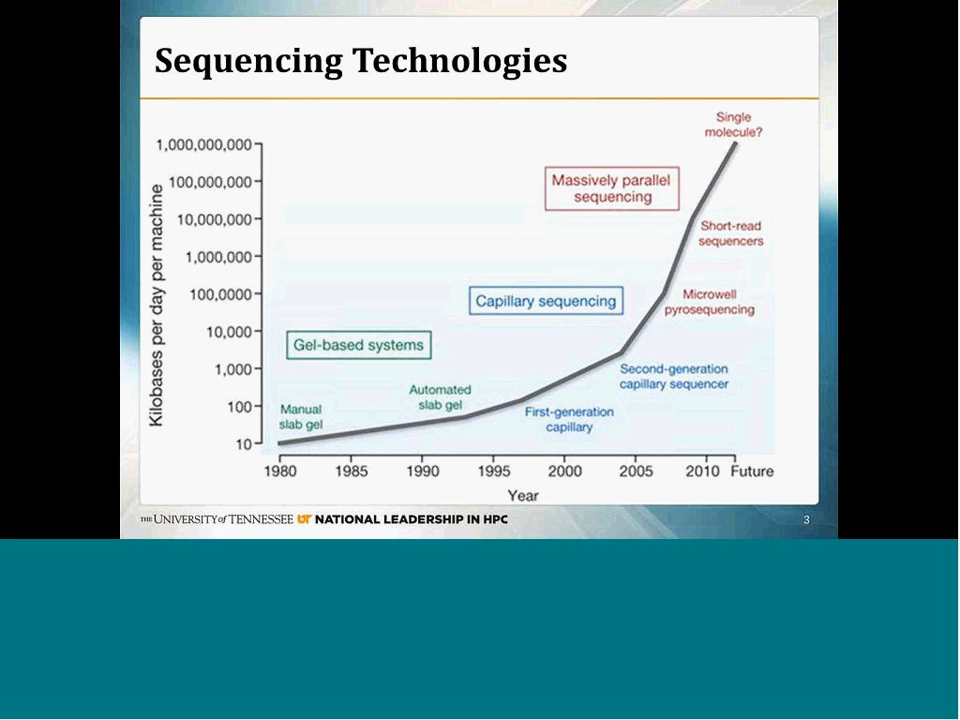 Sequencing Technologies
Single
molecule?
1,000,000,000
100,000,000
10,000,000
1,000,000
100,0000
10,000
1,000
100
10
Kilobases per day per machine
Massively parallel
sequencing
Short-read
sequencers
Microwell
pyrosequencing
Capillary sequencing
Gel-based systems
Second-generation
capillary sequencer
Automated
slab gel
Manual
slab gel
First-generation
capillary
1980 1985 1990 1995 2000 2005 2010 Future
Year
THE UNIVERSITY of TENNESSEE UT NATIONAL LEADERSHIP IN HPC
3